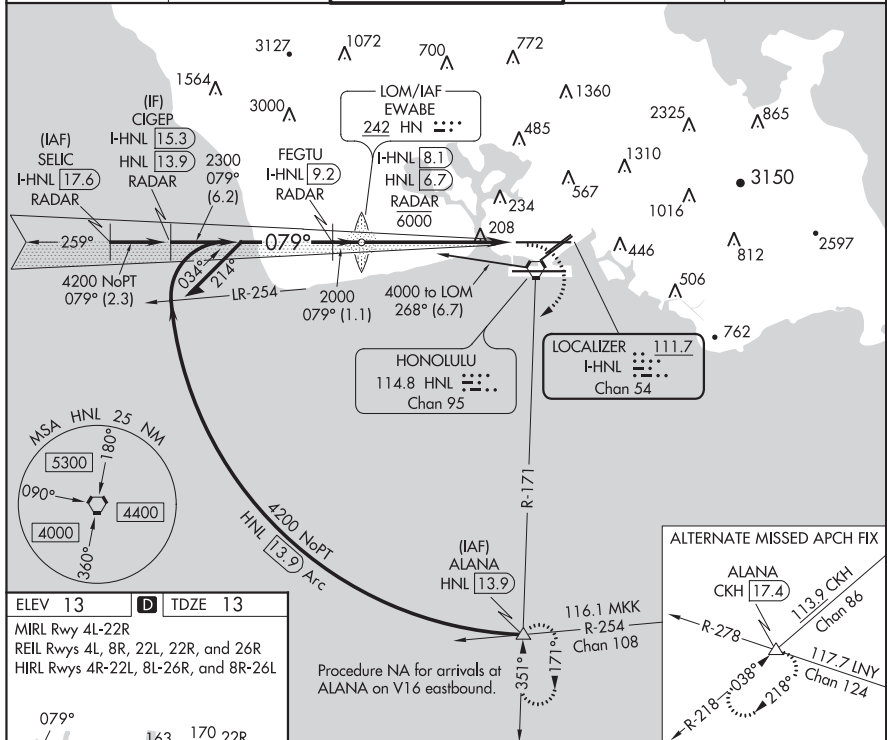 3127
1072
700
772
1564
3000
1360
485
2325
865
1310
567
3150
1016
234
208
446
812
2597
506
762
LOM/IAF
EWABE
242 HN
I-HNL 8.1
HNL 6.7
RADAR
6000
(IF)
CIGEP
I-HNL 15.3
HNL 13.9
RADAR
(IAF)
SELIC
I-HNL 17.6
RADAR
2300
079°
(6.2)
FEGTU
I-HNL 9.2
RADAR
259°
079°
4200 NoPT
079° (2.3)
034°
214°
LR-254
2000
079° (1.1)
4000 to LOM
268° (6.7)
HONOLULU
114.8 HNL
Chan 95
LOCALIZER 111.7
I-HNL
Chan 54
MSA HNL 25 NM
180°
5300
090°
4400
4000
360°
4200 NoPT
HNL 13.9 Arc
R-171
(IAF)
ALANA
HNL 13.9
116.1 MKK
R-254
Chan 108
351°
171°
Procedure NA for arrivals at
ALANA on V16 eastbound.
ALTERNATE MISSED APCH FIX
ALANA
CKH 17.4
113.9 CKH
Chan 86
R-278
117.7 LNY
Chan 124
038°
R-218
218°
ELEV 13 D TDZE 13
MIRL Rwy 4L-22R
REIL Rwys 4L, 8R, 22L, 22R, and 26R
HIRL Rwys 4R-22L, 8L-26R, and 8R-26L
079°
163
170
22R